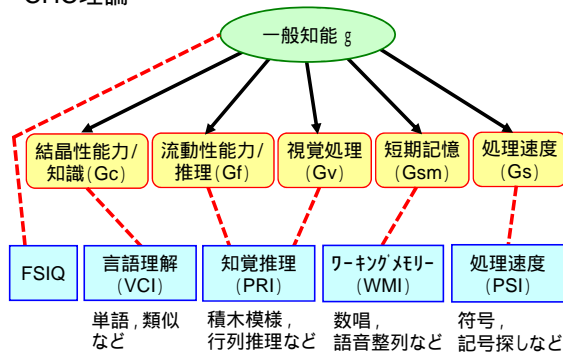 CHC理論
一般知能 g
結晶性能力/
知識(Gc)
流動性能力/
推理(Gf)
視覚処理
(Gv)
短期記憶
(Gsm)
処理速度
(Gs)
FSIQ
言語理解
(VCI)
知覚推理
(PRI)
ワーキングメモリー
(WMI)
処理速度
(PSI)
単語, 類似
など
積木模様,
行列推理など
数唱,
語音整列など
符号,
記号探しなど